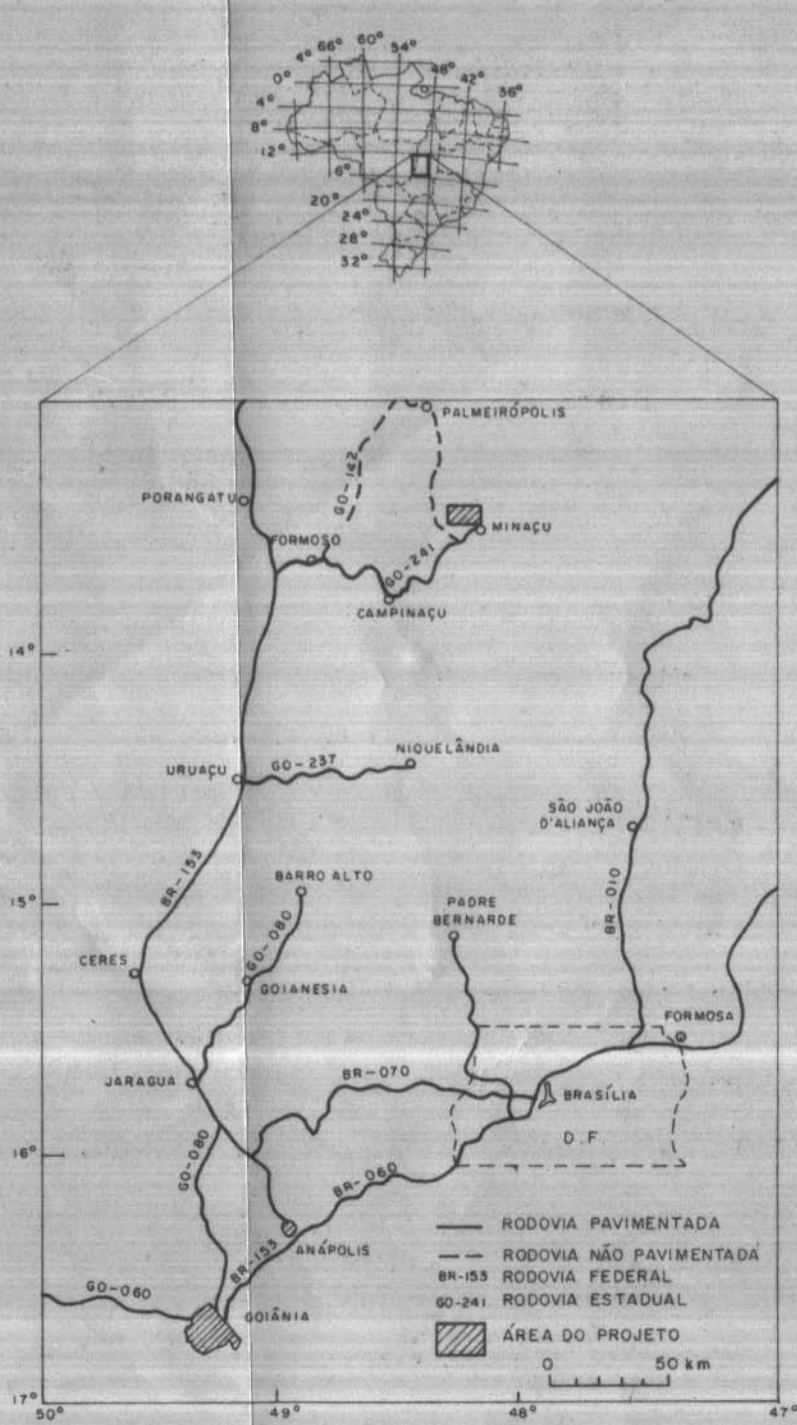 66° 60° 54°
4° 48° 42° 36°
0°
4°
8°
12°
6°
20°
24°
28°
32°
PALMEIRÓPOLIS
GO-142
PORANGATU
MINAÇU
FORMOSO
GO-241
CAMPINAÇU
14°
NIQUELÂNDIA
GO-237
URUAÇU
SÃO JOÃO
D'ALIANÇA
BR-153
BARRO ALTO
BR-010
15°
PADRE
BERNARDE
GO-080
CERES
GOIANESIA
FORMOSA
JARAGUA
BR-070
BRASÍLIA
D.F.
16°
GO-080
BR-060
ANÁPOLIS
BR-153
GO-060
GOIÂNIA
RODOVIA PAVIMENTADA
RODOVIA NÃO PAVIMENTADA
BR-153 RODOVIA FEDERAL
GO-241 RODOVIA ESTADUAL
ÁREA DO PROJETO
0 50 km
17°
50° 49° 48° 47°